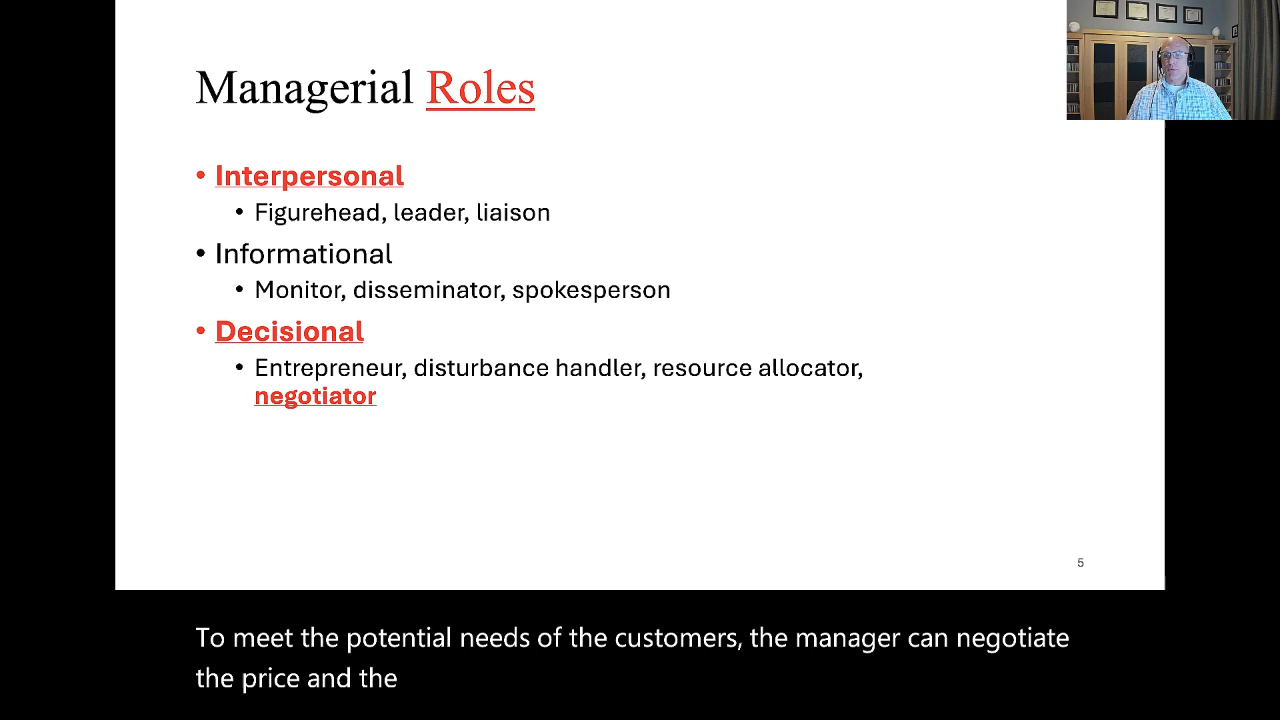 Managerial Roles
• Interpersonal
• Figurehead, leader, liaison
• Informational
• Monitor, disseminator, spokesperson
• Decisional
• Entrepreneur, disturbance handler, resource allocator,
negotiator
5
To meet the potential needs of the customers, the manager can negotiate
the price and the